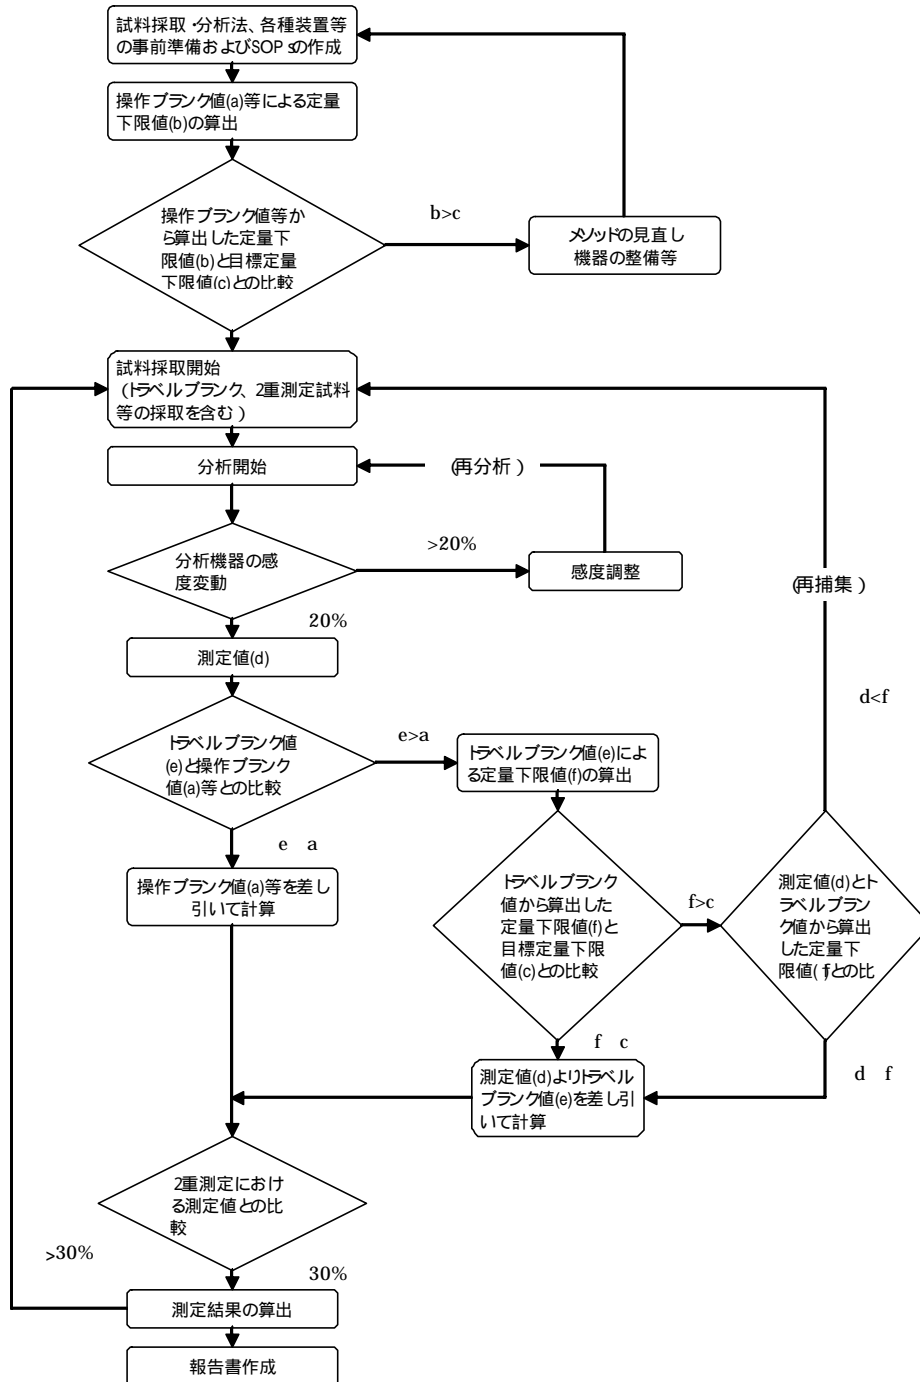 試料採取・分析法、各種装置等
の事前準備およびSOPsの作成
操作ブランク値(a)等による定量
下限値(b)の算出
操作ブランク値等か
ら算出した定量下
限値(b)と目標定量
下限値(c)との比較
b>c
メソッドの見直し
機器の整備等
試料採取開始
(トラベルブランク、2重測定試料
等の採取を含む)
分析開始
(再分析)
分析機器の感
度変動
>20%
感度調整
(再捕集)
20%
測定値(d)
d<f
トラベルブランク値
(e)と操作ブランク
値(a)等との比較
e>a
トラベルブランク値(e)によ
る定量下限値(f)の算出
e a
操作ブランク値(a)等を差し
引いて計算
トラベルブランク
値から算出した
定量下限値(f)と
目標定量下限
値(c)との比較
f>c
測定値(d)とト
ラベルブラン
ク値から算出
した定量下
限値(f)との比
f c
d f
測定値(d)よりトラベル
ブランク値(e)を差し引
いて計算
2重測定におけ
る測定値との比
較
>30%
30%
測定結果の算出
報告書作成